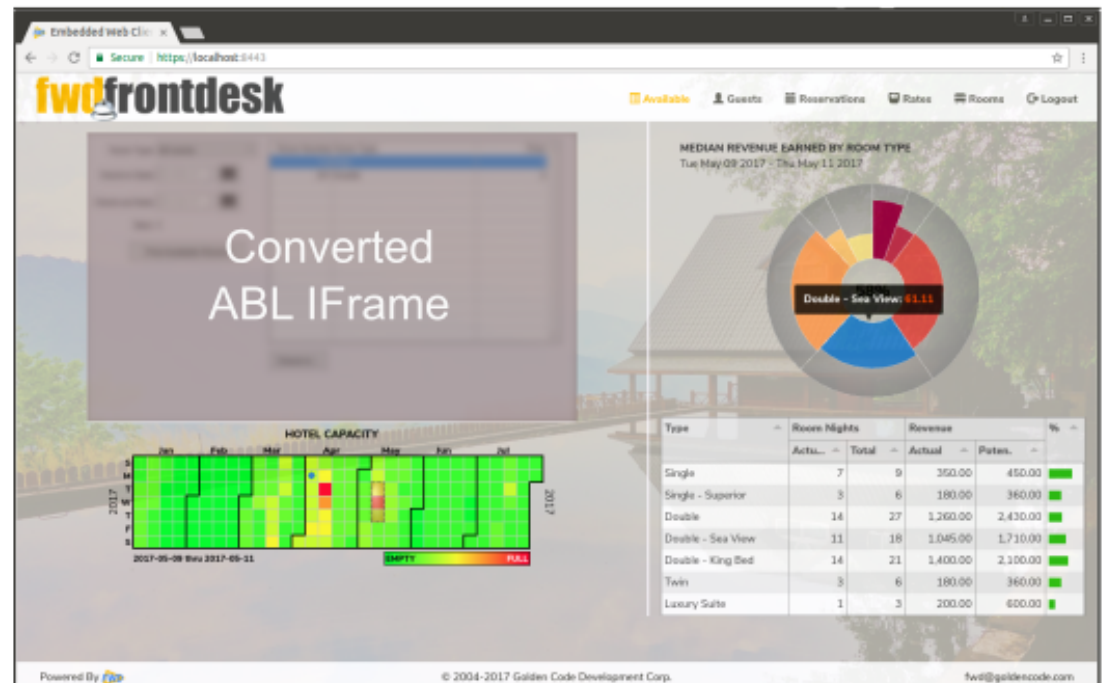 Embedded Web Clie
Secure | https://localhost:8443
fwdfrontdesk
Available Guests Reservations Rates Rooms Logout
Converted
ABL IFrame
MEDIAN REVENUE EARNED BY ROOM TYPE
Tue May 09 2017 - Thu May 11 2017
58%
Double - Sea View: 61.11
HOTEL CAPACITY
Jan Feb Mar Apr May Jun Jul
2017
S
M
T
W
T
F
S
2017
2017-05-09 thru 2017-05-11
EMPTY FULL
Type Room Nights Revenue %
Actu... Total Actual Poten.
Single 7 9 350.00 450.00
Single - Superior 3 6 180.00 360.00
Double 14 27 1,260.00 2,430.00
Double - Sea View 11 18 1,045.00 1,710.00
Double - King Bed 14 21 1,400.00 2,100.00
Twin 3 6 180.00 360.00
Luxury Suite 1 3 200.00 600.00
Powered By FWD © 2004-2017 Golden Code Development Corp. fwd@goldencode.com